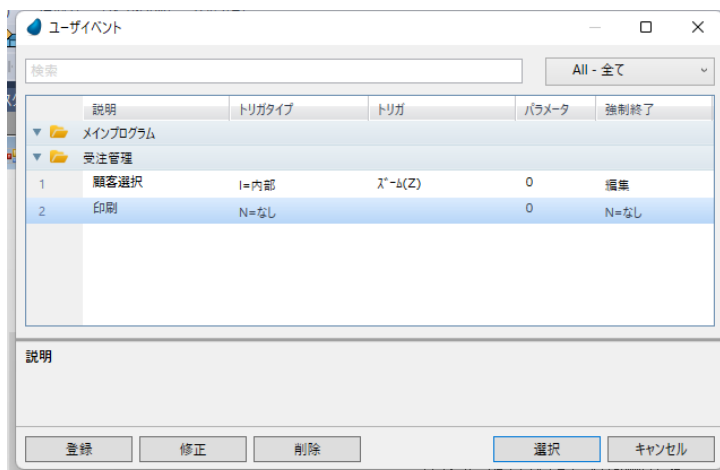 ユーザイベント
検索
All - 全て
説明 トリガタイプ トリガ パラメータ 強制終了
メインプログラム
受注管理
1 顧客選択 I=内部 ズーム(Z) 0 編集
2 印刷 N=なし 0 N=なし
説明
登録 修正 削除 選択 キャンセル